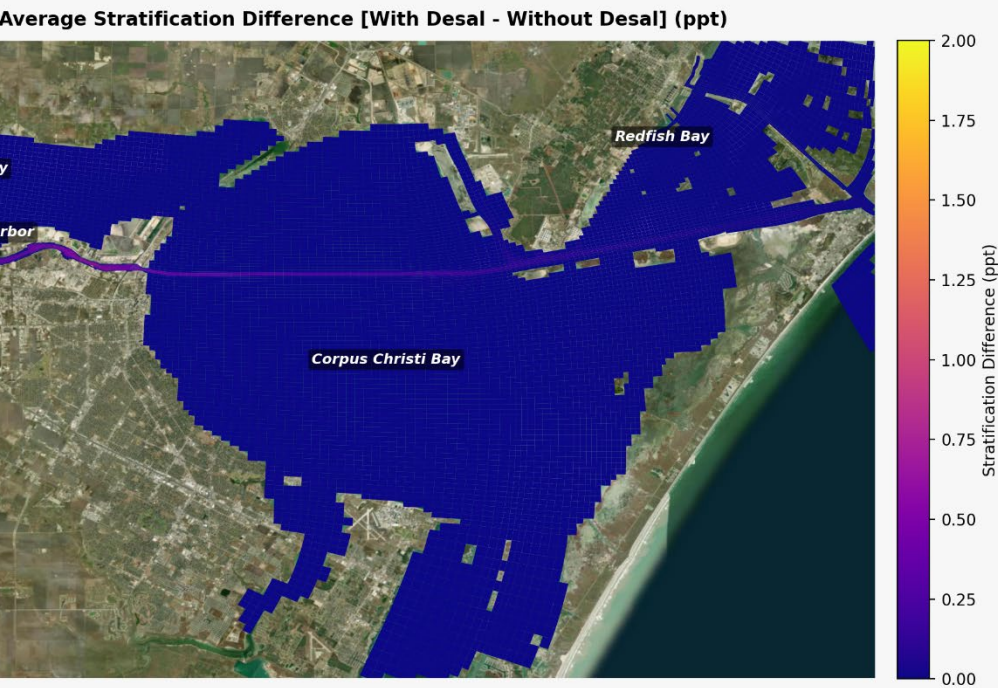 Average Stratification Difference [With Desal - Without Desal] (ppt)
Redfish Bay
y
rbor
Corpus Christi Bay
2.00
1.75
1.50
1.25
1.00
0.75
0.50
0.25
0.00
Stratification Difference (ppt)